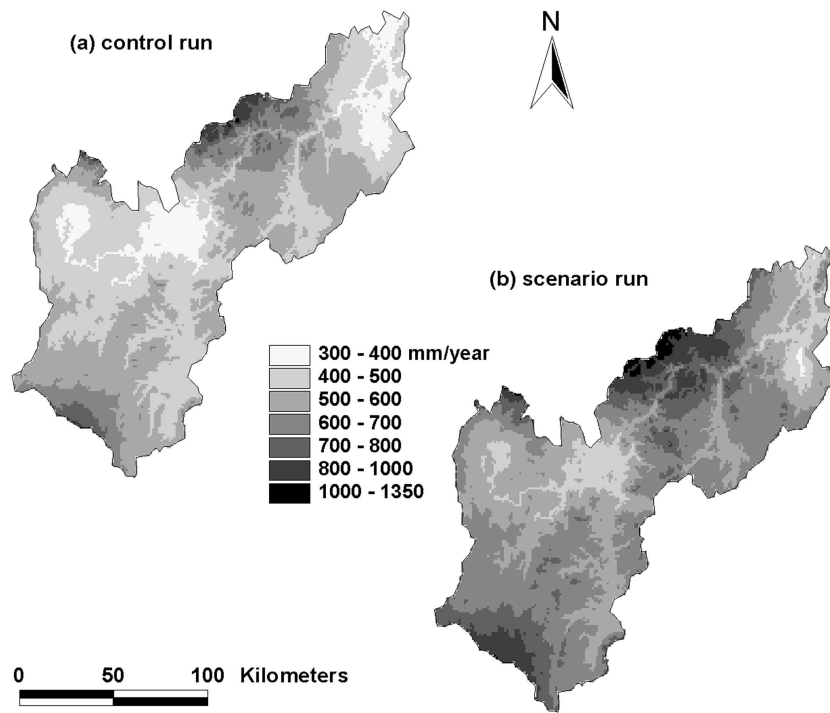 (a) control run
N
(b) scenario run
300 - 400 mm/year
400 - 500
500 - 600
600 - 700
700 - 800
800 - 1000
1000 - 1350
0 50 100 Kilometers